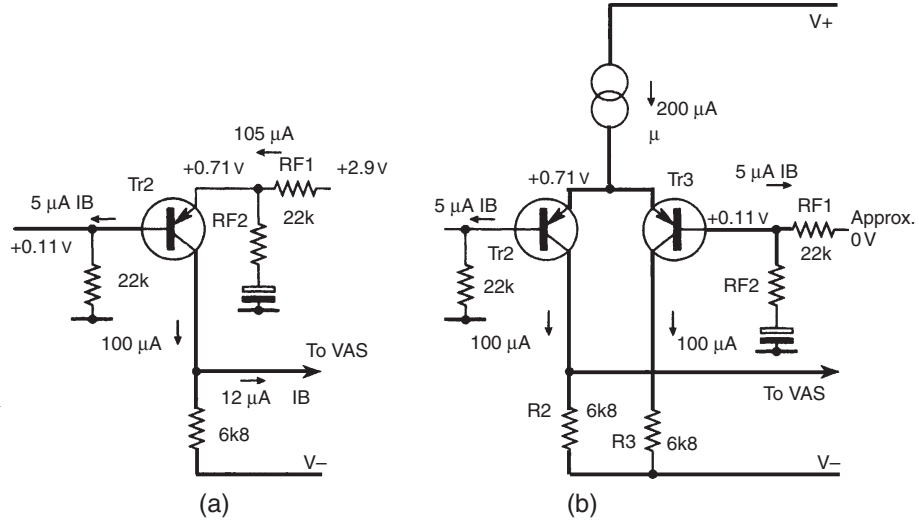 105 µA
+0.71 V
RF1
+2.9 V
Tr2
5 µA IB
+0.11 V
RF2
22k
22k
100 µA
To VAS
12 µA
IB
6k8
V–
(a)
V+
200 µA
µ
+0.71 V
Tr3
5 µA IB
5 µA IB
+0.11 V
RF1
Approx.
0 V
Tr2
22k
22k
RF2
100 µA
100 µA
To VAS
R2
6k8
R3
6k8
V–
(b)